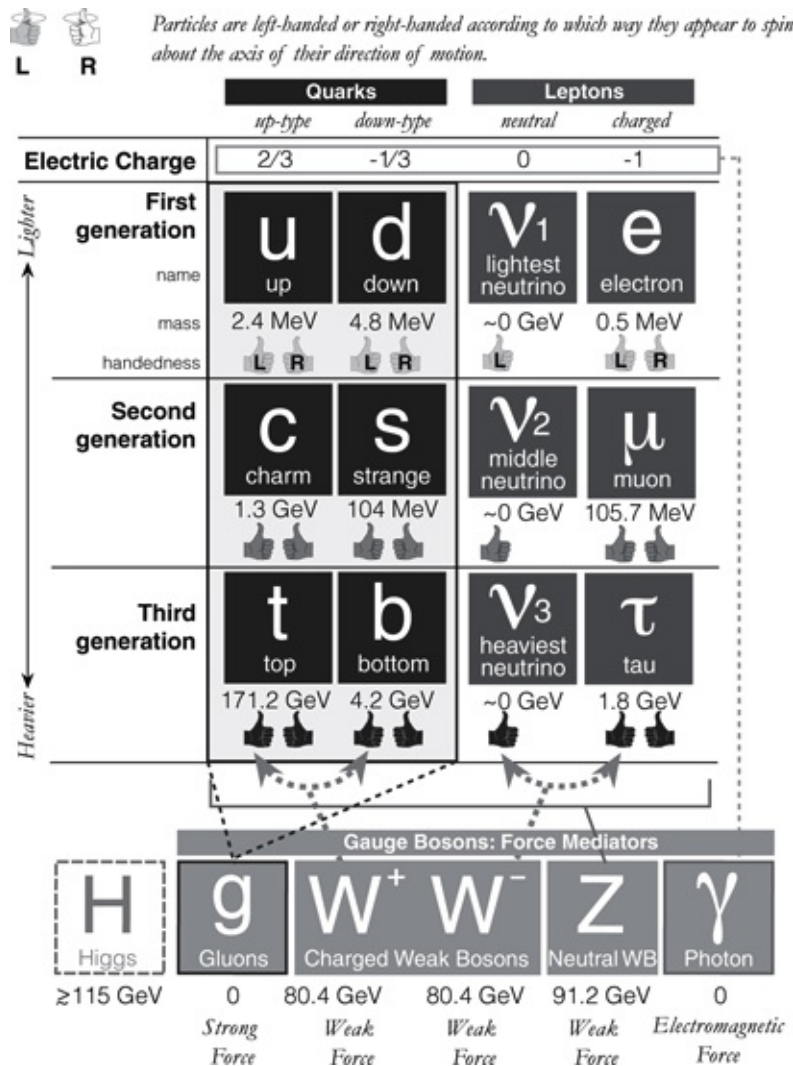 Particles are left-handed or right-handed according to which way they appear to spin
about the axis of their direction of motion.
L R
Quarks Leptons
up-type down-type neutral charged
Electric Charge 2/3 -1/3 0 -1
Lighter
First
generation
name
u d ν1 e
up down lightest
neutrino electron
mass 2.4 MeV 4.8 MeV ~0 GeV 0.5 MeV
handedness L R L R L L R
Second
generation
c s ν2 μ
charm strange middle
neutrino muon
1.3 GeV 104 MeV ~0 GeV 105.7 MeV
Third
generation
t b ν3 τ
top bottom heaviest
neutrino tau
171.2 GeV 4.2 GeV ~0 GeV 1.8 GeV
Heavier
Gauge Bosons: Force Mediators
H g W+ W− Z γ
Higgs Gluons Charged Weak Bosons Neutral WB Photon
≳115 GeV 0 80.4 GeV 80.4 GeV 91.2 GeV 0
Strong Weak Weak Weak Electromagnetic
Force Force Force Force Force